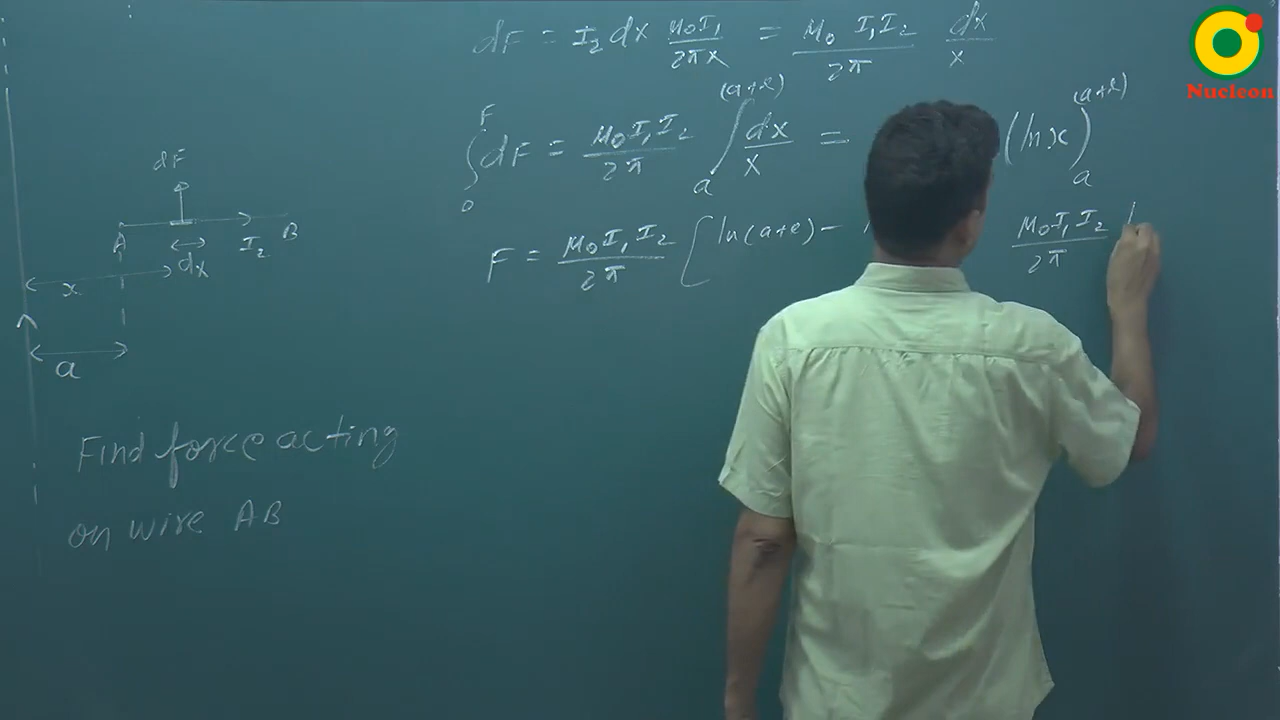 dF = I₂ dx μ₀I₁/2πx = μ₀ I₁I₂/2π dx/x
∫₀^F dF = μ₀I₁I₂/2π ∫ₐ^(a+l) dx/x = (ln x)ₐ^(a+l)
F = μ₀I₁I₂/2π [ln(a+l) − μ₀I₁I₂/2π
dF
A dx I₂ B
x
a
Find force acting
on wire AB
Nucleon